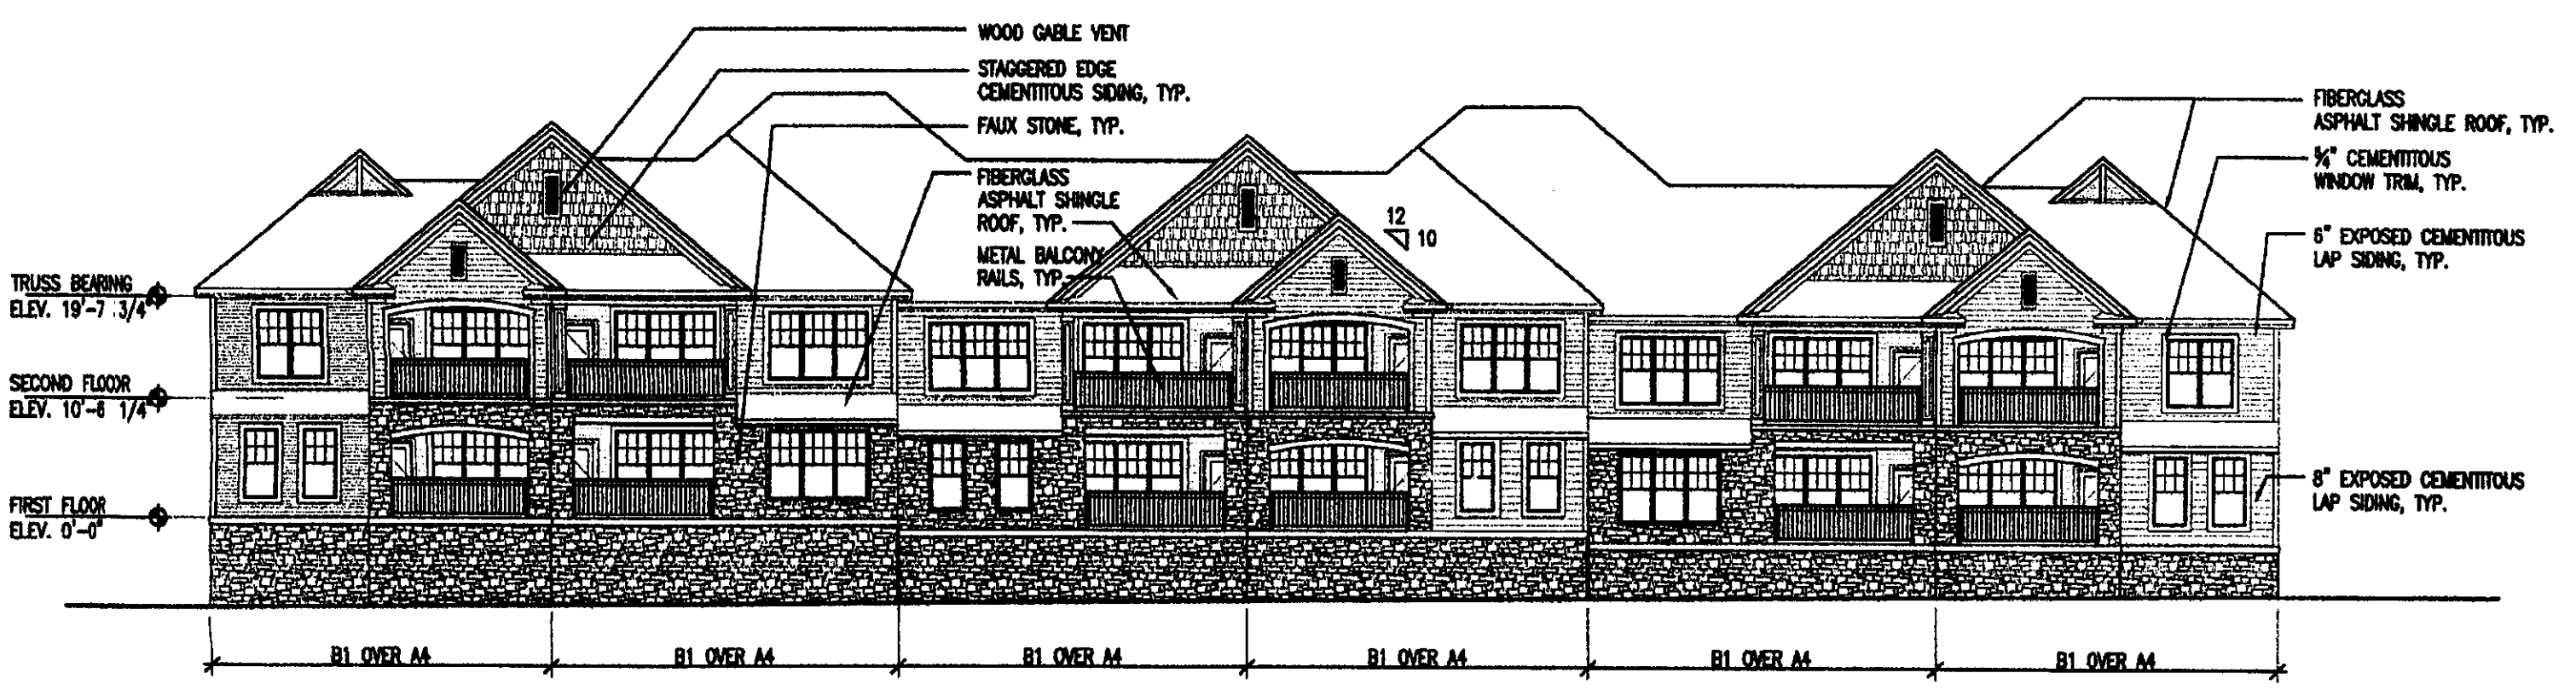 WOOD GABLE VENT
STAGGERED EDGE
CEMENTITOUS SIDING, TYP.
FAUX STONE, TYP.
FIBERGLASS
ASPHALT SHINGLE
ROOF, TYP.
METAL BALCONY
RAILS, TYP.
12
10
FIBERGLASS
ASPHALT SHINGLE ROOF, TYP.
5/4" CEMENTITOUS
WINDOW TRIM, TYP.
6" EXPOSED CEMENTITOUS
LAP SIDING, TYP.
8" EXPOSED CEMENTITOUS
LAP SIDING, TYP.
TRUSS BEARING
ELEV. 19'-7 3/4"
SECOND FLOOR
ELEV. 10'-6 1/4"
FIRST FLOOR
ELEV. 0'-0"
B1 OVER A4
B1 OVER A4
B1 OVER A4
B1 OVER A4
B1 OVER A4
B1 OVER A4